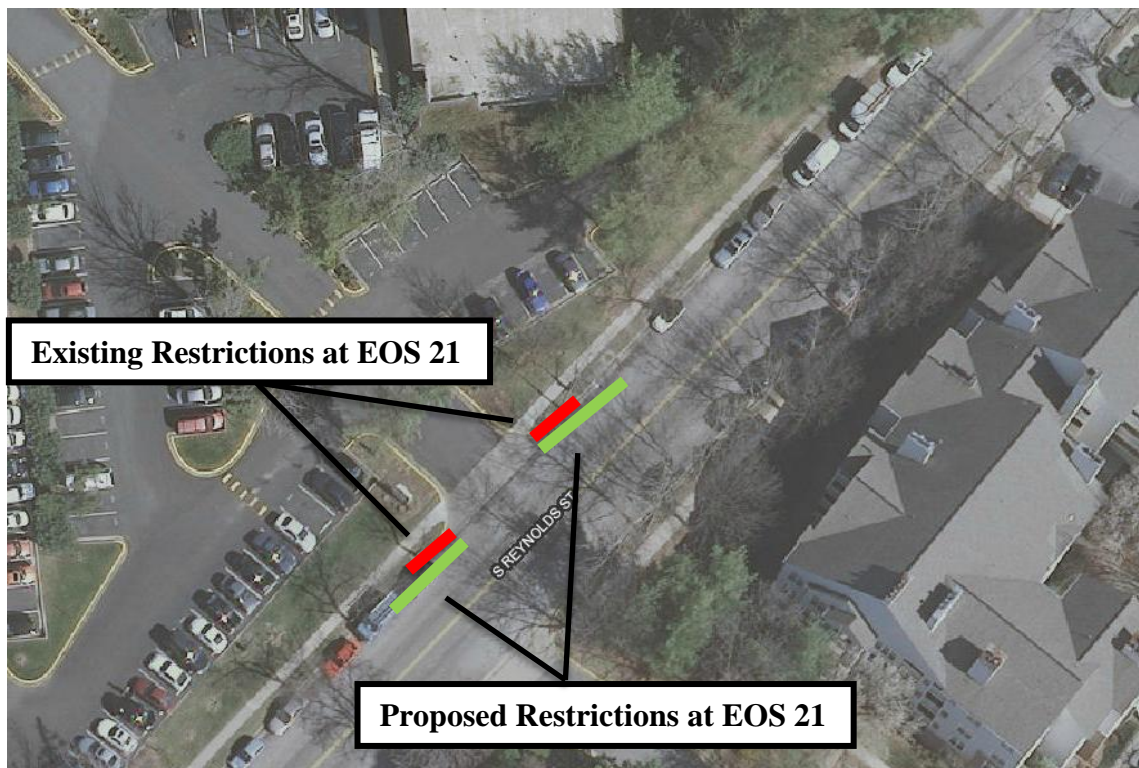 Existing Restrictions at EOS 21
S REYNOLDS ST
Proposed Restrictions at EOS 21